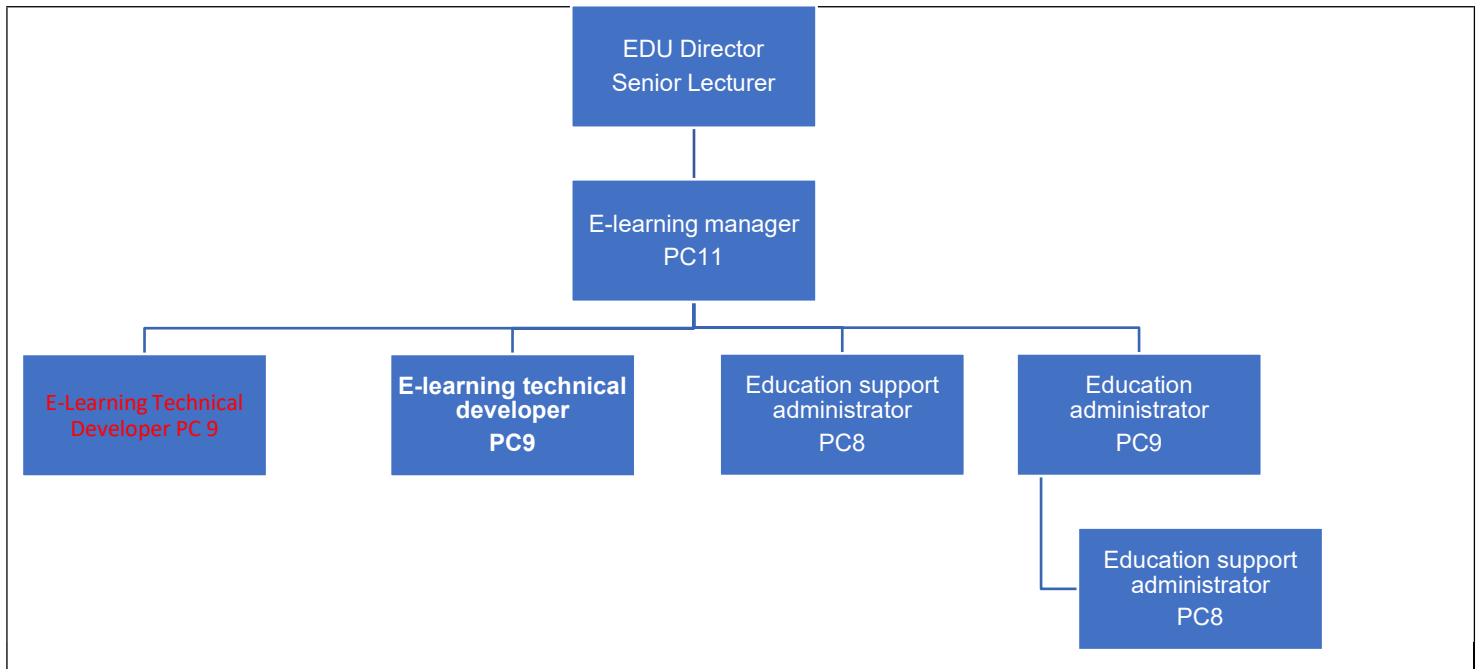 EDU Director
Senior Lecturer
E-learning manager
PC11
E-Learning Technical
Developer PC 9
E-learning technical
developer
PC9
Education support
administrator
PC8
Education
administrator
PC9
Education support
administrator
PC8